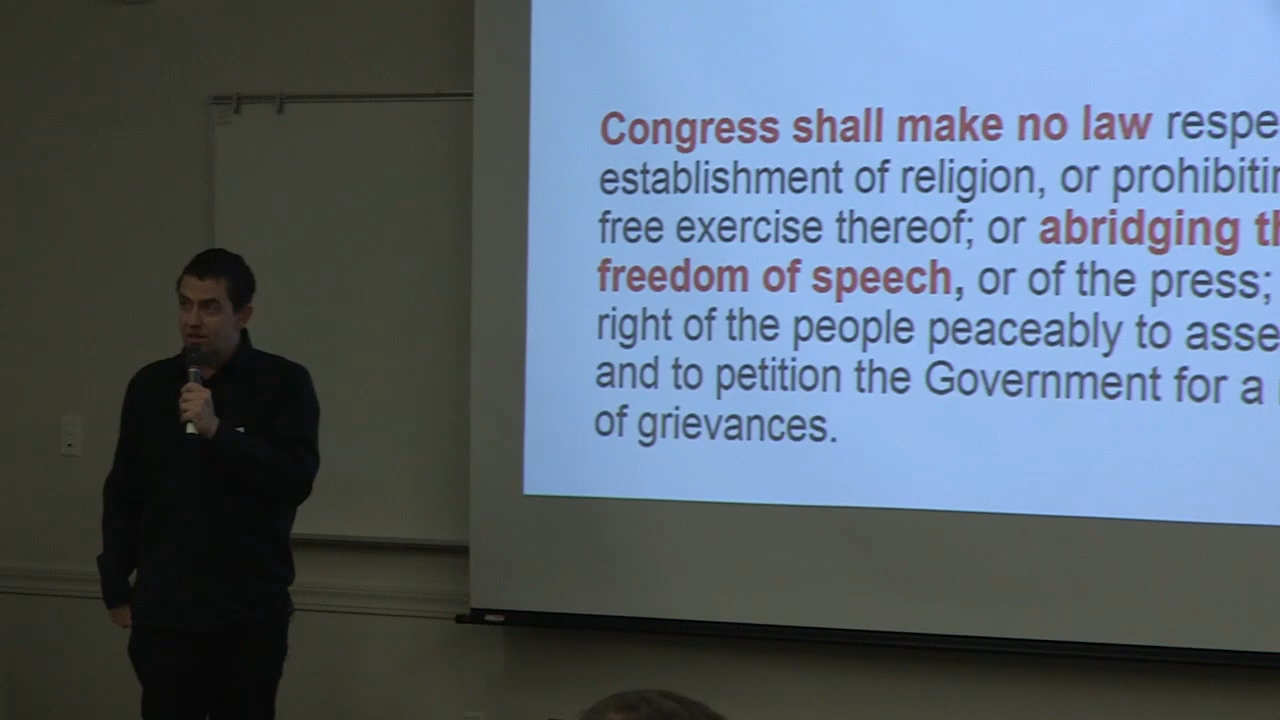 Congress shall make no law respe
establishment of religion, or prohibitin
free exercise thereof; or abridging th
freedom of speech, or of the press;
right of the people peaceably to asse
and to petition the Government for a
of grievances.